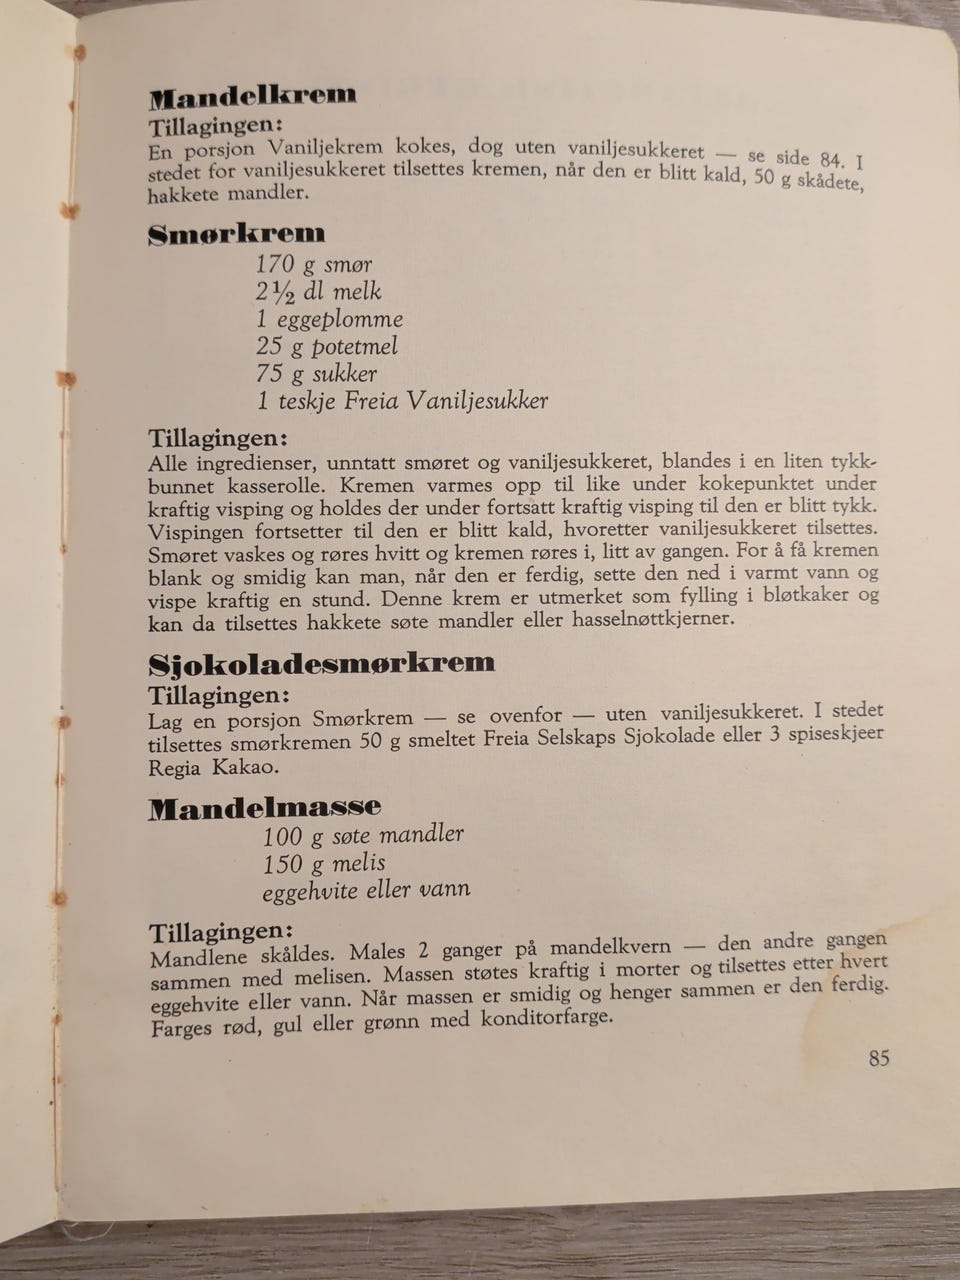 Mandelkrem
Tillagingen:
En porsjon Vaniljekrem kokes, dog uten vaniljesukkeret — se side 84. I
stedet for vaniljesukkeret tilsettes kremen, når den er blitt kald, 50 g skådete,
hakkete mandler.
Smørkrem
170 g smør
2½ dl melk
1 eggeplomme
25 g potetmel
75 g sukker
1 teskje Freia Vaniljesukker
Tillagingen:
Alle ingredienser, unntatt smøret og vaniljesukkeret, blandes i en liten tykk-
bunnet kasserolle. Kremen varmes opp til like under kokepunktet under
kraftig visping og holdes der under fortsatt kraftig visping til den er blitt tykk.
Vispingen fortsetter til den er blitt kald, hvoretter vaniljesukkeret tilsettes.
Smøret vaskes og røres hvitt og kremen røres i, litt av gangen. For å få kremen
blank og smidig kan man, når den er ferdig, sette den ned i varmt vann og
vispe kraftig en stund. Denne krem er utmerket som fylling i bløtkaker og
kan da tilsettes hakkete søte mandler eller hasselnøttkjerner.
Sjokoladesmørkrem
Tillagingen:
Lag en porsjon Smørkrem — se ovenfor — uten vaniljesukkeret. I stedet
tilsettes smørkremen 50 g smeltet Freia Selskaps Sjokolade eller 3 spiseskjeer
Regia Kakao.
Mandelmasse
100 g søte mandler
150 g melis
eggehvite eller vann
Tillagingen:
Mandlene skåldes. Males 2 ganger på mandelkvern — den andre gangen
sammen med melisen. Massen støtes kraftig i morter og tilsettes etter hvert
eggehvite eller vann. Når massen er smidig og henger sammen er den ferdig.
Farges rød, gul eller grønn med konditorfarge.
85